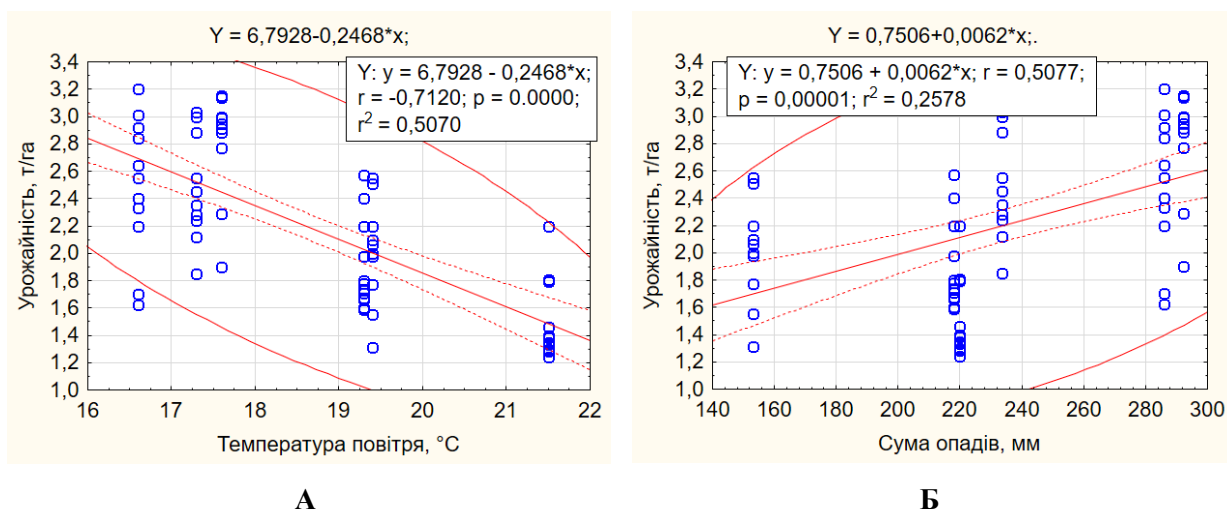 Y = 6,7928-0,2468*x;
Y: y = 6,7928 - 0,2468*x;
r = -0,7120; p = 0.0000;
r² = 0,5070
Урожайність, т/га
3,4
3,2
3,0
2,8
2,6
2,4
2,2
2,0
1,8
1,6
1,4
1,2
1,0
16 17 18 19 20 21 22
Температура повітря, °C
А
Y = 0,7506+0,0062*x;.
Y: y = 0,7506 + 0,0062*x; r = 0,5077;
p = 0,00001; r² = 0,2578
Урожайність, т/га
3,4
3,2
3,0
2,8
2,6
2,4
2,2
2,0
1,8
1,6
1,4
1,2
1,0
140 160 180 200 220 240 260 280 300
Сума опадів, мм
Б